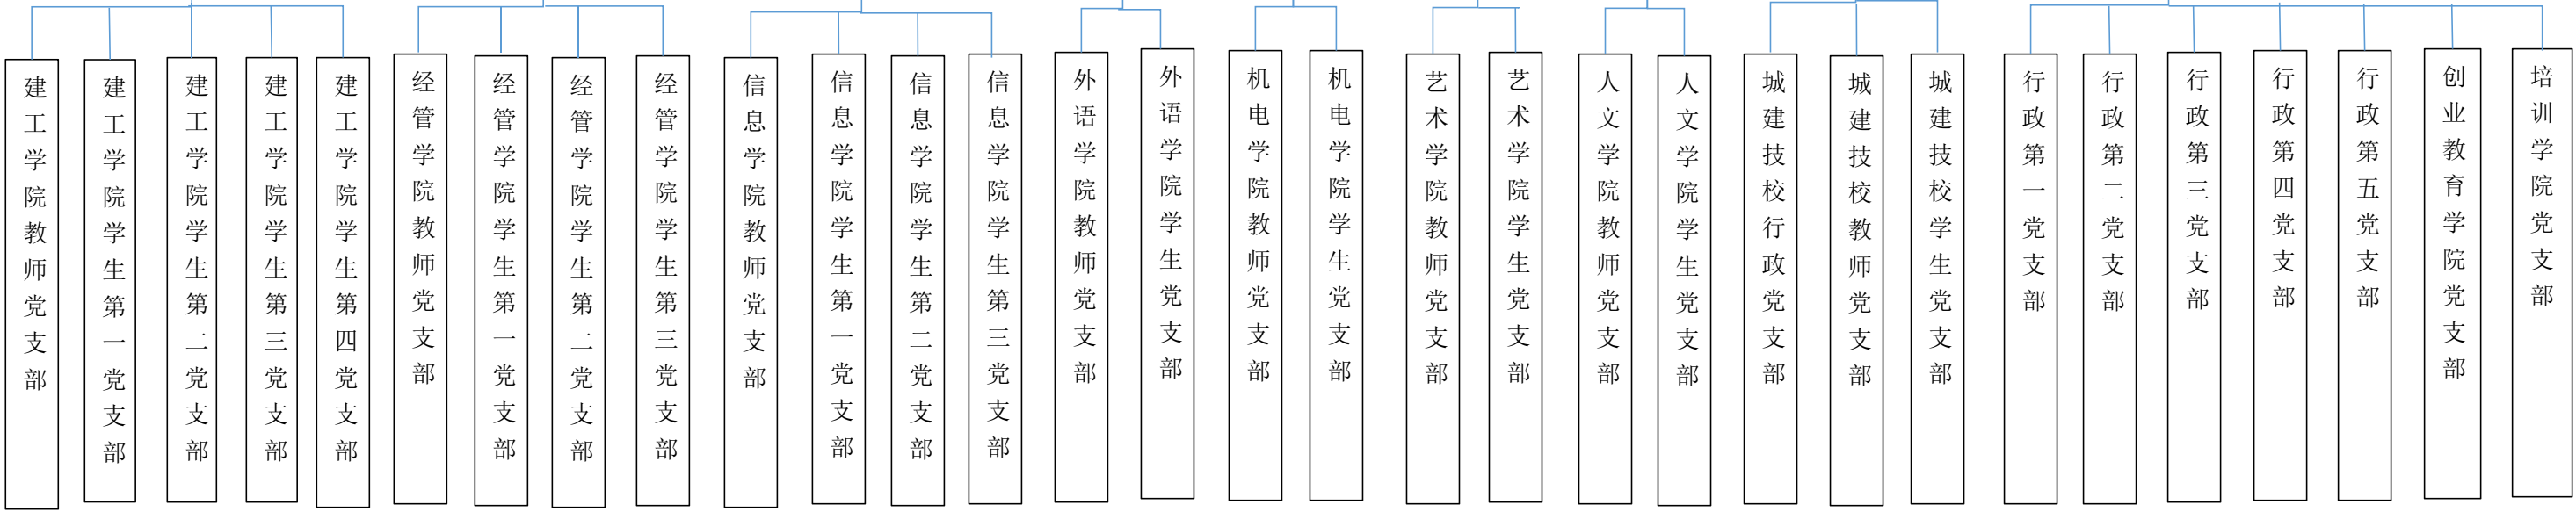 建工学院教师党支部
建工学院学生第一党支部
建工学院学生第二党支部
建工学院学生第三党支部
建工学院学生第四党支部
经管学院教师党支部
经管学院学生第一党支部
经管学院学生第二党支部
经管学院学生第三党支部
信息学院教师党支部
信息学院学生第一党支部
信息学院学生第二党支部
信息学院学生第三党支部
外语学院教师党支部
外语学院学生党支部
机电学院教师党支部
机电学院学生党支部
艺术学院教师党支部
艺术学院学生党支部
人文学院教师党支部
人文学院学生党支部
城建技校行政党支部
城建技校教师党支部
城建技校学生党支部
行政第一党支部
行政第二党支部
行政第三党支部
行政第四党支部
行政第五党支部
创业教育学院党支部
培训学院党支部